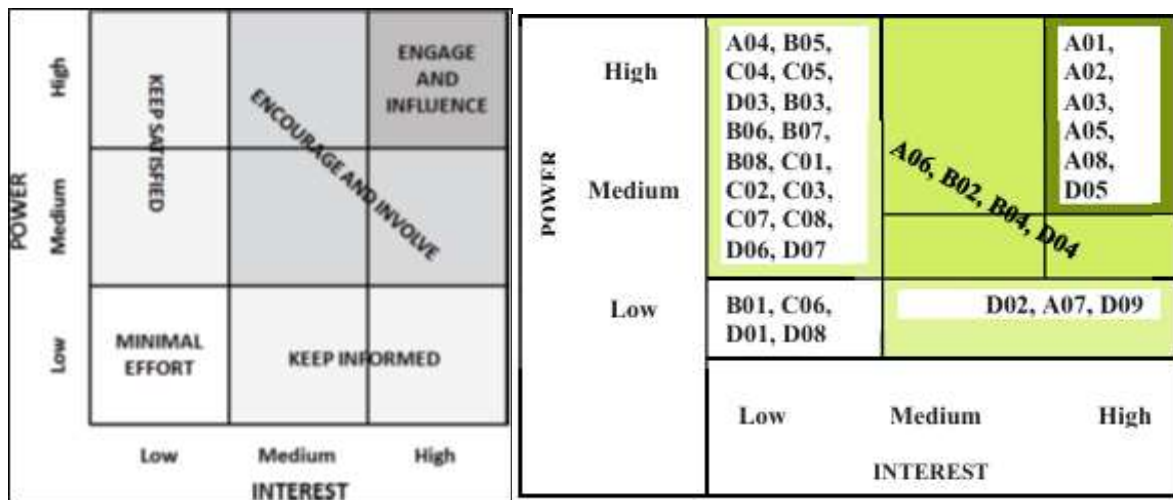 POWER
High
Medium
Low
KEEP SATISFIED
ENCOURAGE AND INVOLVE
ENGAGE
AND
INFLUENCE
MINIMAL
EFFORT
KEEP INFORMED
Low
Medium
High
INTEREST
POWER
High
Medium
Low
A04, B05,
C04, C05,
D03, B03,
B06, B07,
B08, C01,
C02, C03,
C07, C08,
D06, D07
A06, B02, B04, D04
A01,
A02,
A03,
A05,
A08,
D05
B01, C06,
D01, D08
D02, A07, D09
Low
Medium
High
INTEREST